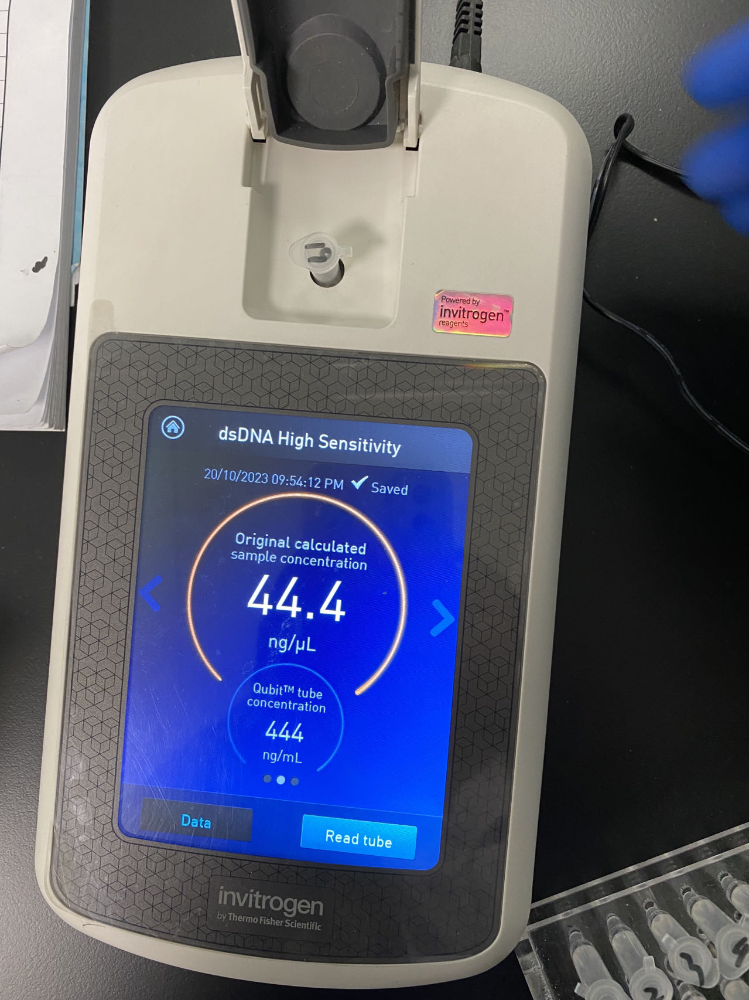 Powered by
invitrogen™
reagents
dsDNA High Sensitivity
20/10/2023 09:54:12 PM ✓ Saved
Original calculated
sample concentration
44.4
ng/µL
Qubit™ tube
concentration
444
ng/mL
Data
Read tube
invitrogen
by Thermo Fisher Scientific